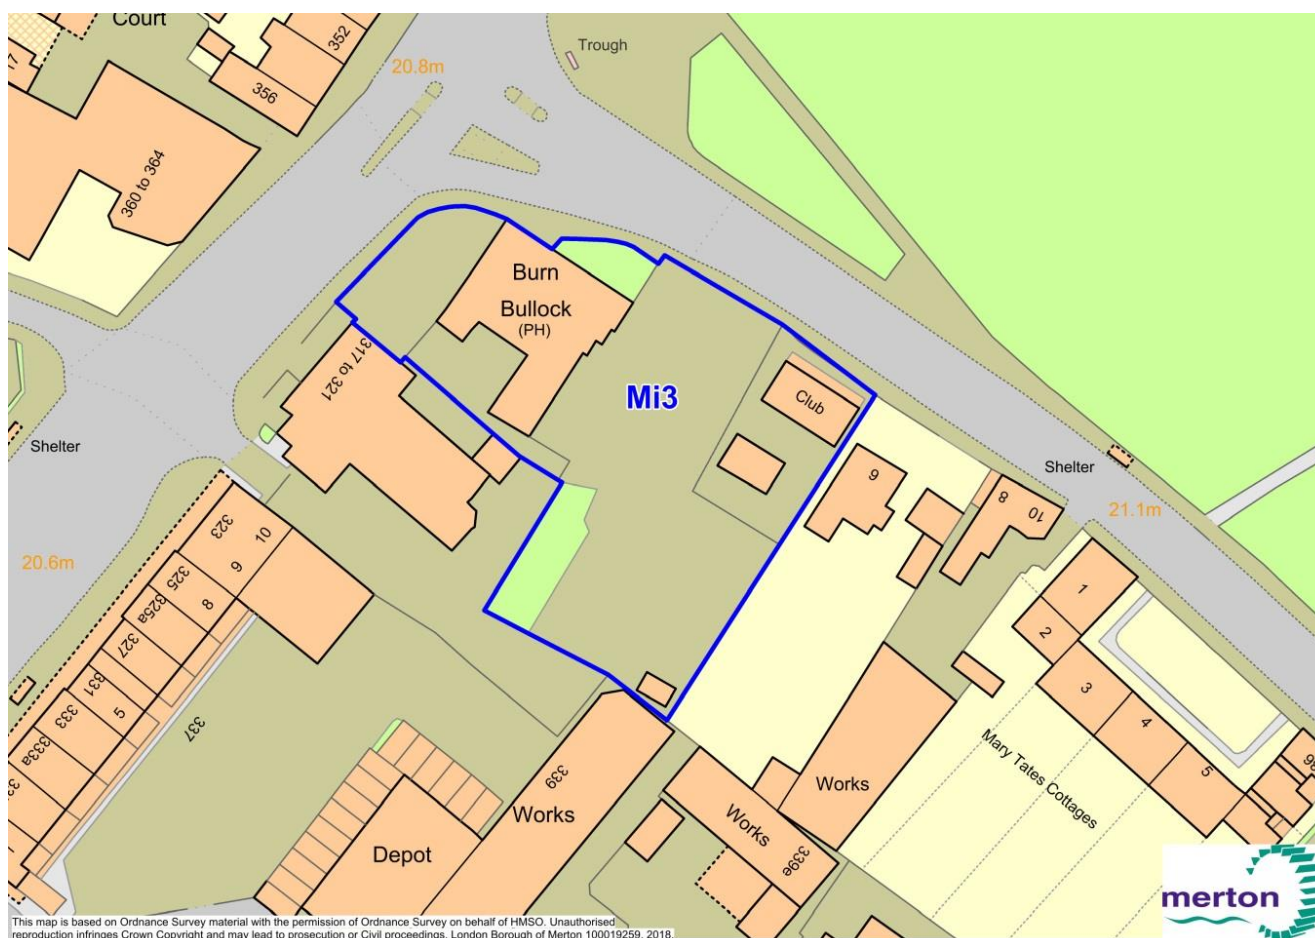 Court
352
356
20.8m
Trough
360 to 364
Burn
Bullock
(PH)
317 to 321
Mi3
Club
Shelter
Shelter
9
8
10
21.1m
20.6m
323
10
9
325
325a
8
327
331
333
5
333a
337
1
2
3
4
5
Mary Tates Cottages
339
Works
Works
Works
339e
Depot
merton
This map is based on Ordnance Survey material with the permission of Ordnance Survey on behalf of HMSO. Unauthorised
reproduction infringes Crown Copyright and may lead to prosecution or Civil proceedings. London Borough of Merton 100019259. 2018.